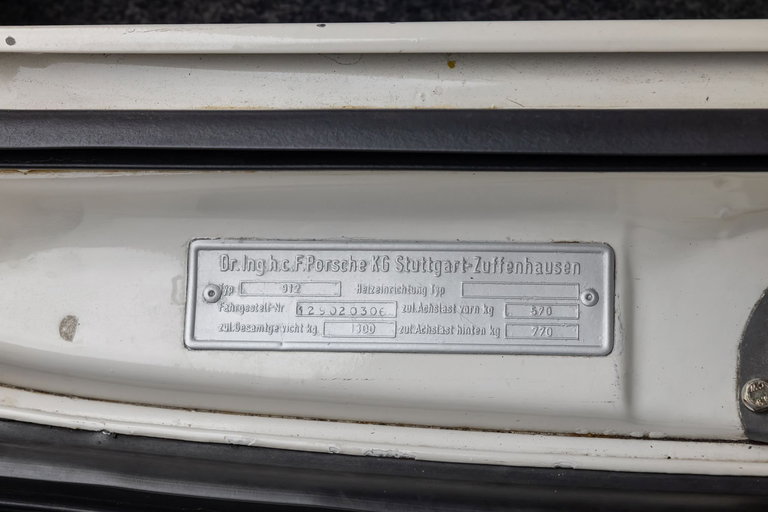 Dr. Ing. h.c. F. Porsche KG Stuttgart-Zuffenhausen
Typ 912 Heizeinrichtung Typ
Fahrgestell-Nr 129020306 zul. Achslast vorn kg 590
zul. Gesamtgewicht kg 1300 zul. Achslast hinten kg 770